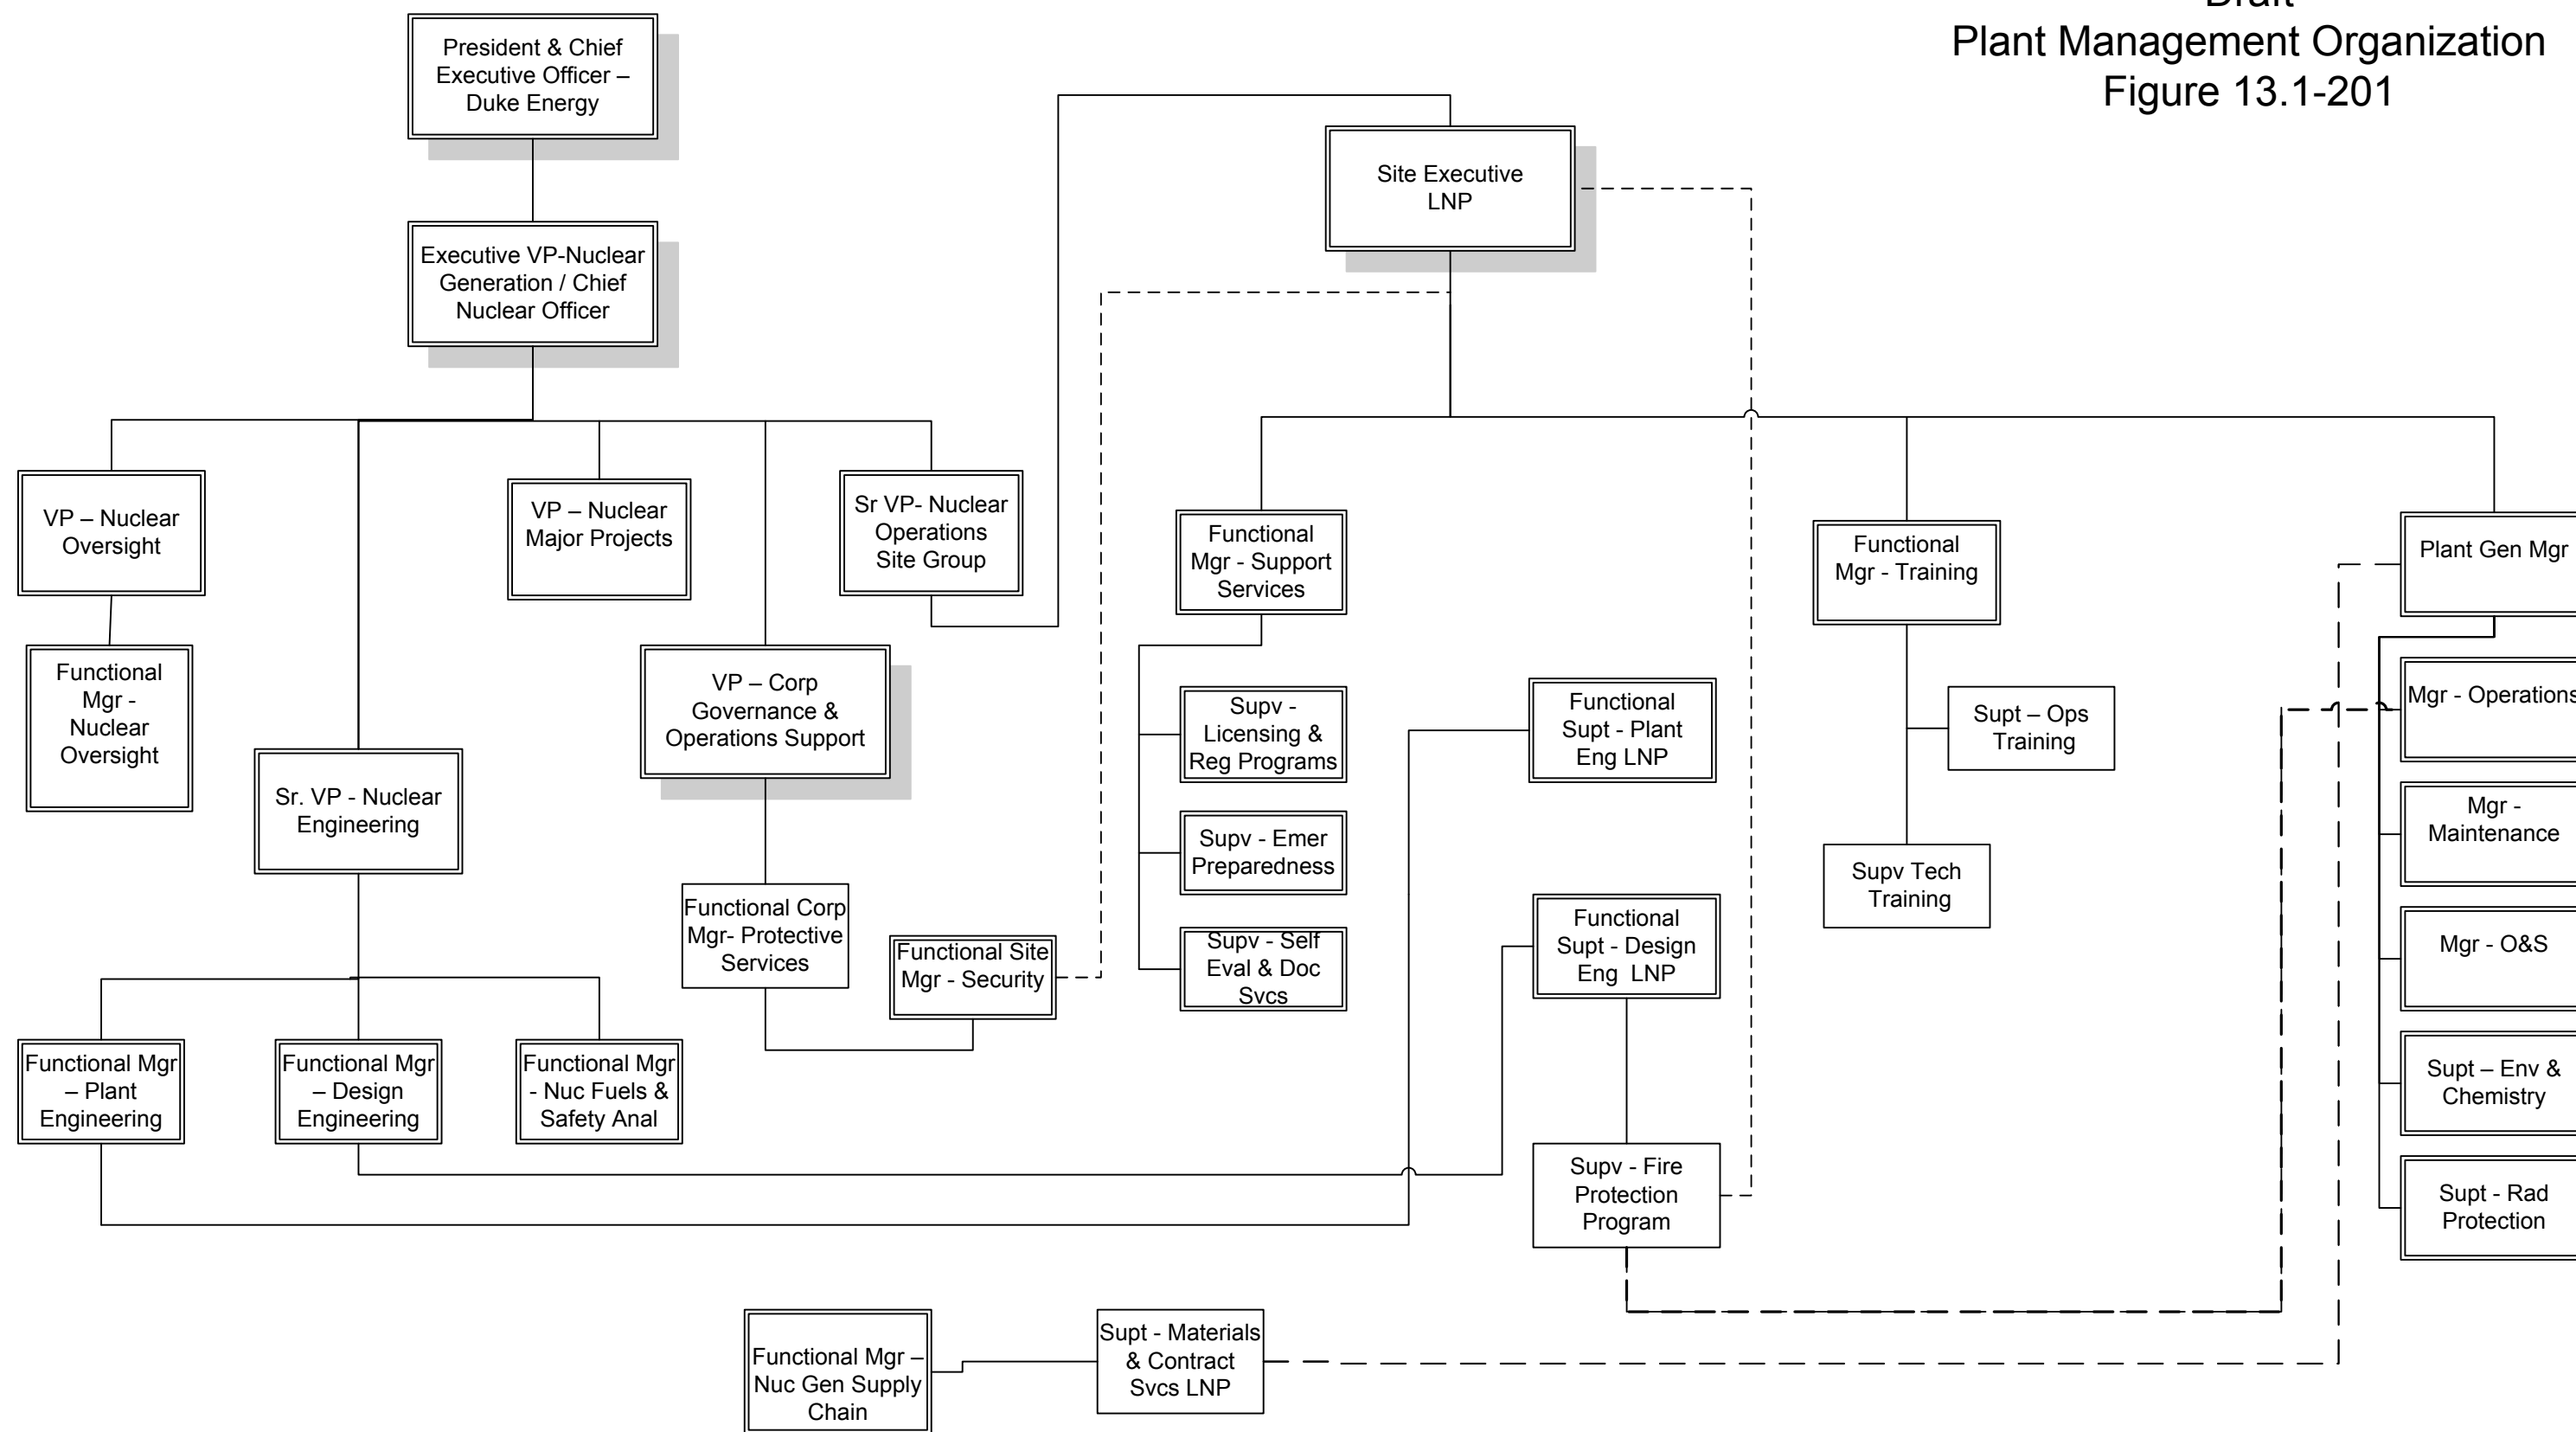 Draft
Plant Management Organization
Figure 13.1-201
President & Chief
Executive Officer –
Duke Energy
Site Executive
LNP
Executive VP-Nuclear
Generation / Chief
Nuclear Officer
VP – Nuclear
Oversight
VP – Nuclear
Major Projects
Sr VP- Nuclear
Operations
Site Group
Functional
Mgr - Support
Services
Functional
Mgr - Training
Plant Gen Mgr
Functional
Mgr -
Nuclear
Oversight
Sr. VP - Nuclear
Engineering
VP – Corp
Governance &
Operations Support
Supv -
Licensing &
Reg Programs
Functional
Supt - Plant
Eng LNP
Supt – Ops
Training
Mgr - Operations
Mgr -
Maintenance
Supv - Emer
Preparedness
Supv Tech
Training
Functional Corp
Mgr- Protective
Services
Functional Site
Mgr - Security
Supv - Self
Eval & Doc
Svcs
Functional
Supt - Design
Eng  LNP
Mgr - O&S
Functional Mgr
– Plant
Engineering
Functional Mgr
– Design
Engineering
Functional Mgr
- Nuc Fuels &
Safety Anal
Supt – Env &
Chemistry
Supv - Fire
Protection
Program
Supt - Rad
Protection
Functional Mgr –
Nuc Gen Supply
Chain
Supt - Materials
& Contract
Svcs LNP